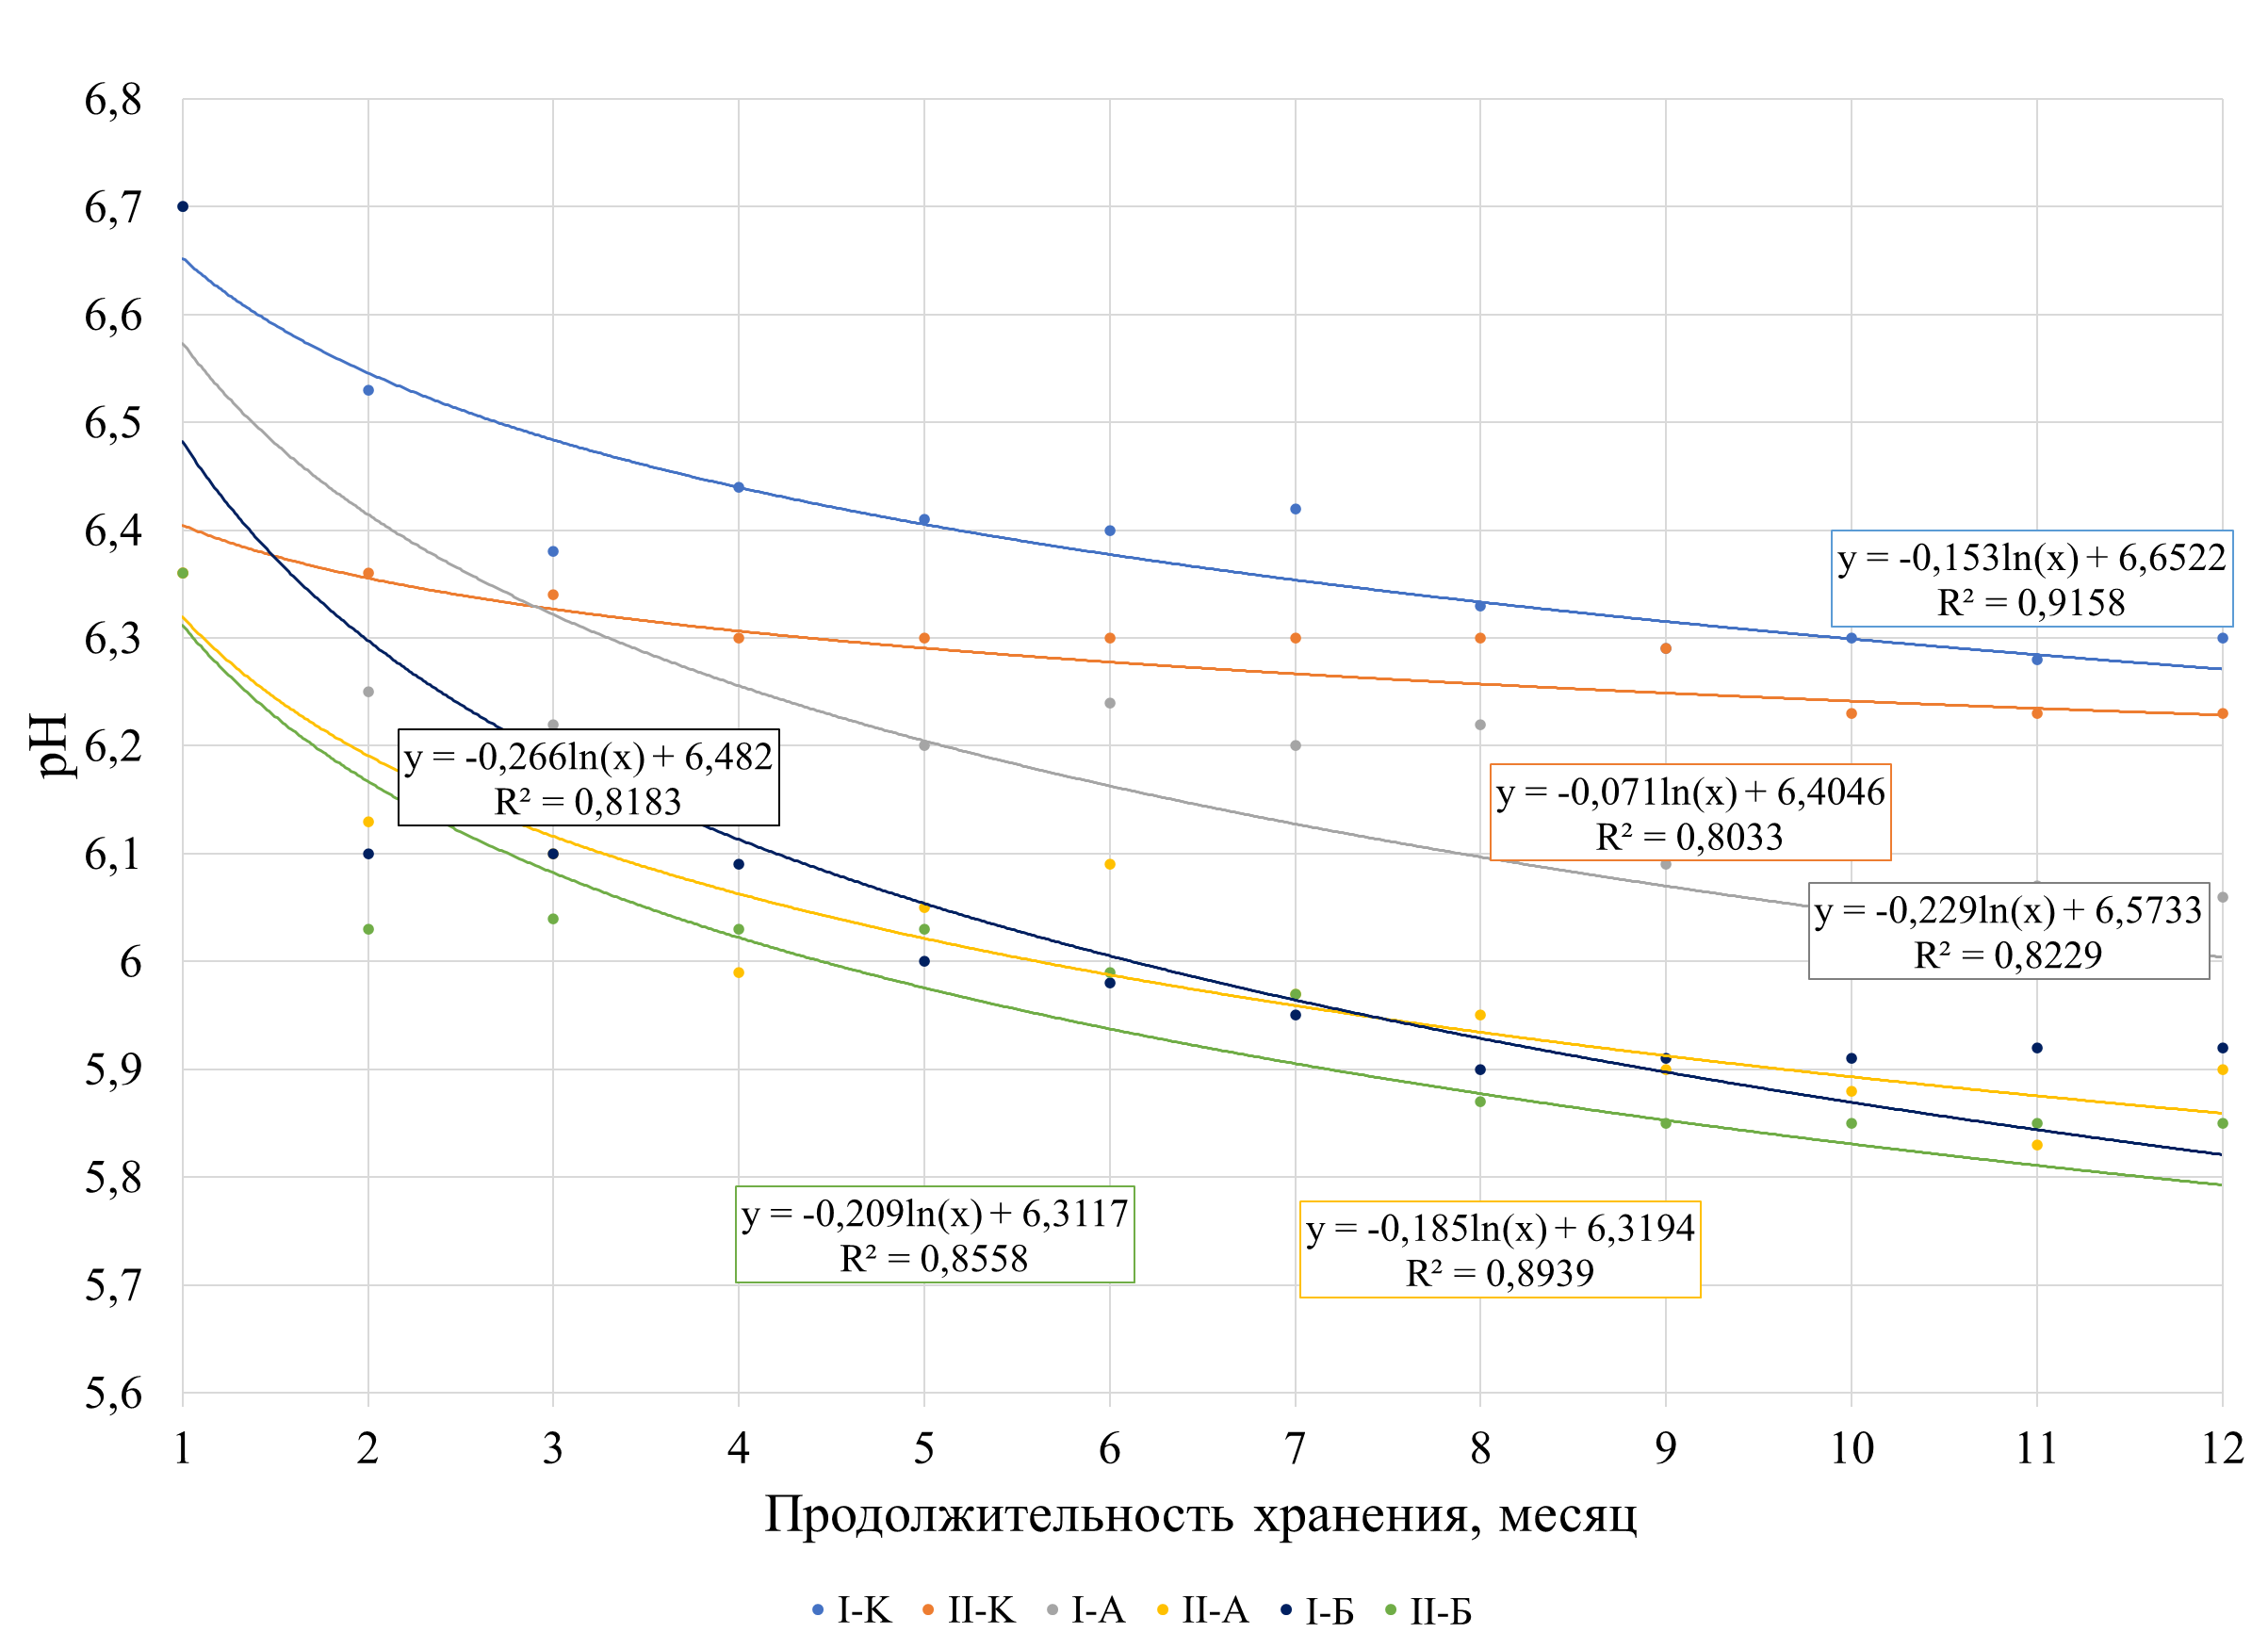 6,8
6,7
6,6
6,5
6,4
6,3
6,2
6,1
6
5,9
5,8
5,7
5,6
pH
y = -0,153ln(x) + 6,6522
R² = 0,9158
y = -0,266ln(x) + 6,482
R² = 0,8183
y = -0,071ln(x) + 6,4046
R² = 0,8033
y = -0,229ln(x) + 6,5733
R² = 0,8229
y = -0,209ln(x) + 6,3117
R² = 0,8558
y = -0,185ln(x) + 6,3194
R² = 0,8939
1 2 3 4 5 6 7 8 9 10 11 12
Продолжительность хранения, месяц
I-К II-К I-А II-А I-Б II-Б